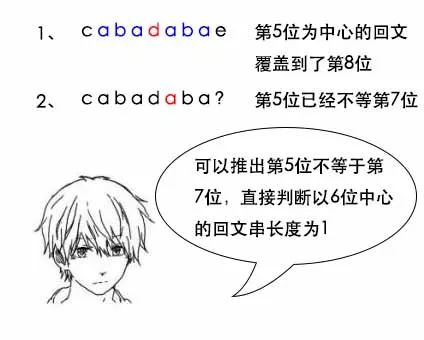 1、 cabadabae 第5位为中心的回文
覆盖到了第8位
2、 cabadaba? 第5位已经不等第7位
可以推出第5位不等于第
7位，直接判断以6位中心
的回文串长度为1